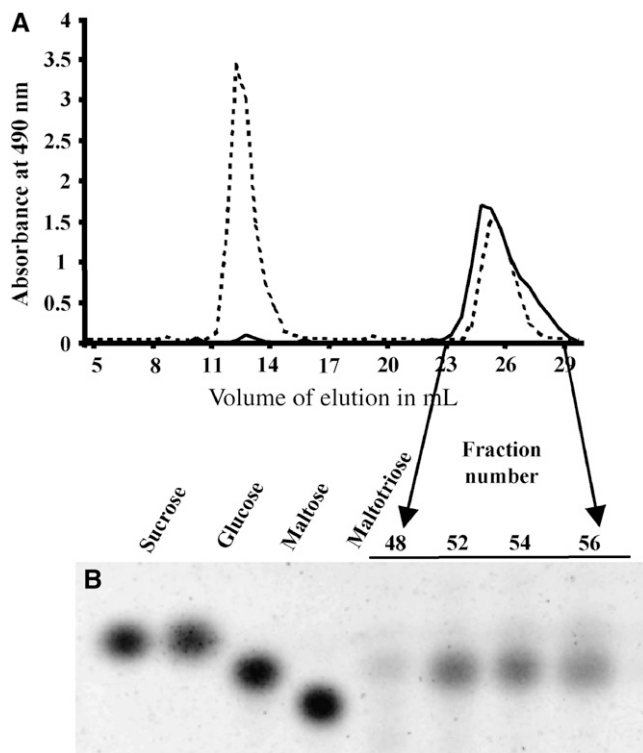 A
Absorbance at 490 nm
4
3.5
3
2.5
2
1.5
1
0.5
0
5 8 11 14 17 20 23 26 29
Volume of elution in mL
Fraction
number
Sucrose Glucose Maltose Maltotriose
48 52 54 56
B